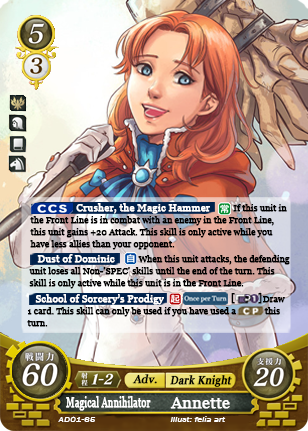 5
3
CCS Crusher, the Magic Hammer 常 If this unit in
the Front Line is in combat with an enemy in the Front Line,
this unit gains +20 Attack. This skill is only active while you
have less allies than your opponent.
Dust of Dominic 自 When this unit attacks, the defending
unit loses all Non-'SPEC' skills until the end of the turn. This
skill is only active while this unit is in the Front Line.
School of Sorcery's Prodigy 起 Once per Turn Draw
1 card. This skill can only be used if you have used a CP this
turn.
戦闘力
60
射程 1-2
Adv.
Dark Knight
支援力
20
Magical Annihilator
Annette
AD01-86
Illust: felia art